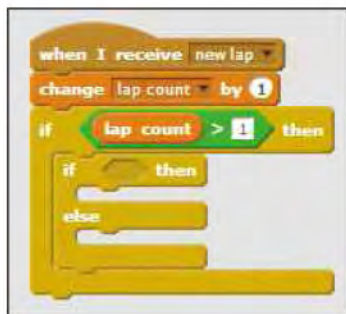 when I receive new lap
change lap count by 1
if lap count > 1 then
if then
else